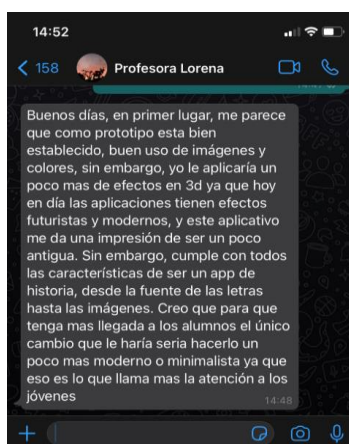 14:52
158 Profesora Lorena
Buenos días, en primer lugar, me parece
que como prototipo esta bien
establecido, buen uso de imágenes y
colores, sin embargo, yo le aplicaría un
poco mas de efectos en 3d ya que hoy
en día las aplicaciones tienen efectos
futuristas y modernos, y este aplicativo
me da una impresión de ser un poco
antigua. Sin embargo, cumple con todos
las características de ser un app de
historia, desde la fuente de las letras
hasta las imágenes. Creo que para que
tenga mas llegada a los alumnos el único
cambio que le haría seria hacerlo un
poco mas moderno o minimalista ya que
eso es lo que llama mas la atención a los
jóvenes
14:48